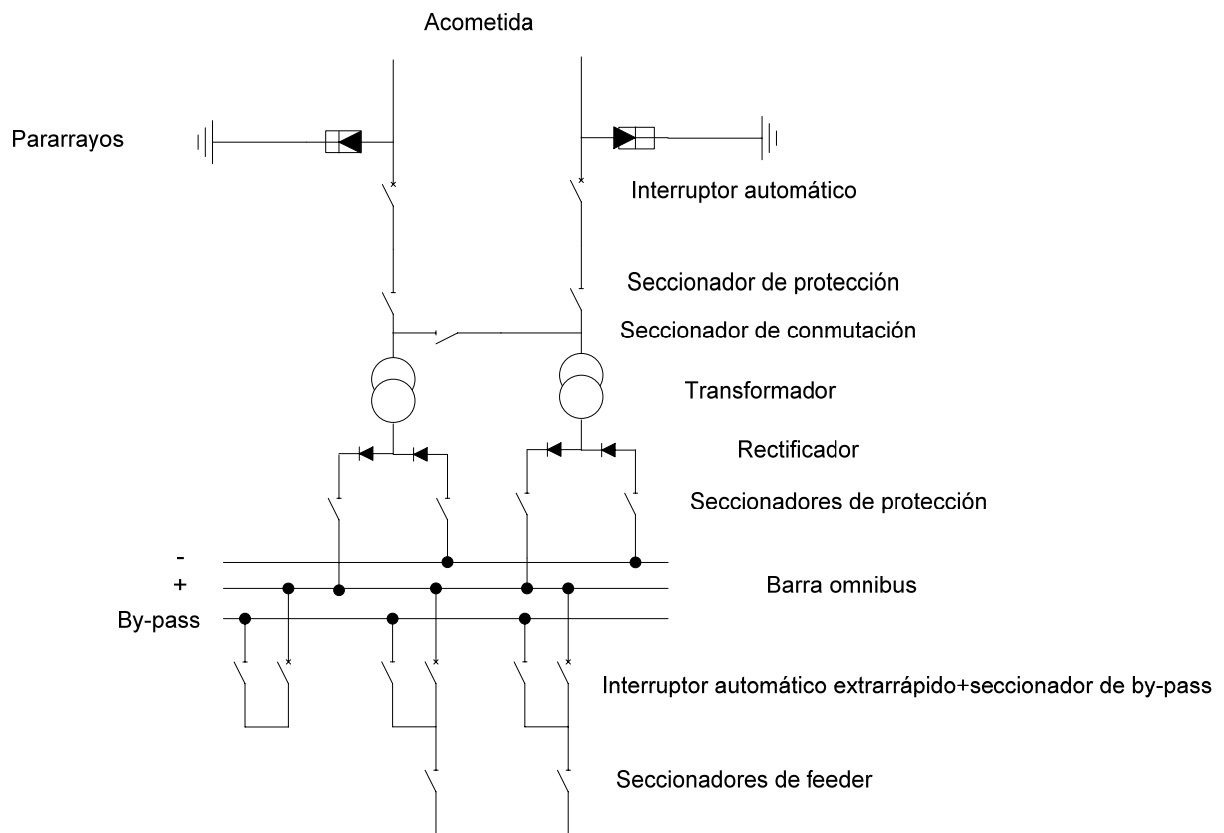 Acometida
Pararrayos
Interruptor automático
Seccionador de protección
Seccionador de conmutación
Transformador
Rectificador
Seccionadores de protección
-
+
Barra omnibus
By-pass
Interruptor automático extrarrápido+seccionador de by-pass
Seccionadores de feeder